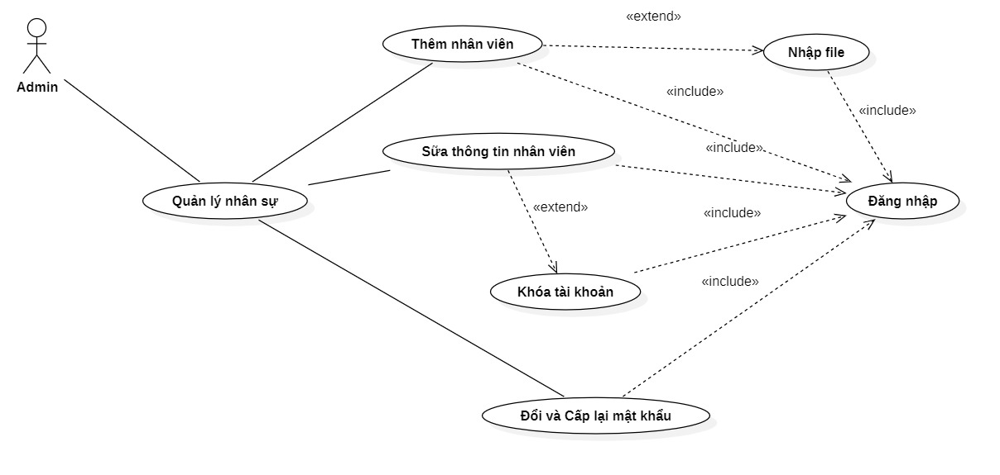 «extend»
Thêm nhân viên
Nhập file
Admin
«include»
«include»
Sữa thông tin nhân viên
«include»
Quản lý nhân sự
Đăng nhập
«extend»
«include»
«include»
Khóa tài khoản
Đổi và Cấp lại mật khẩu